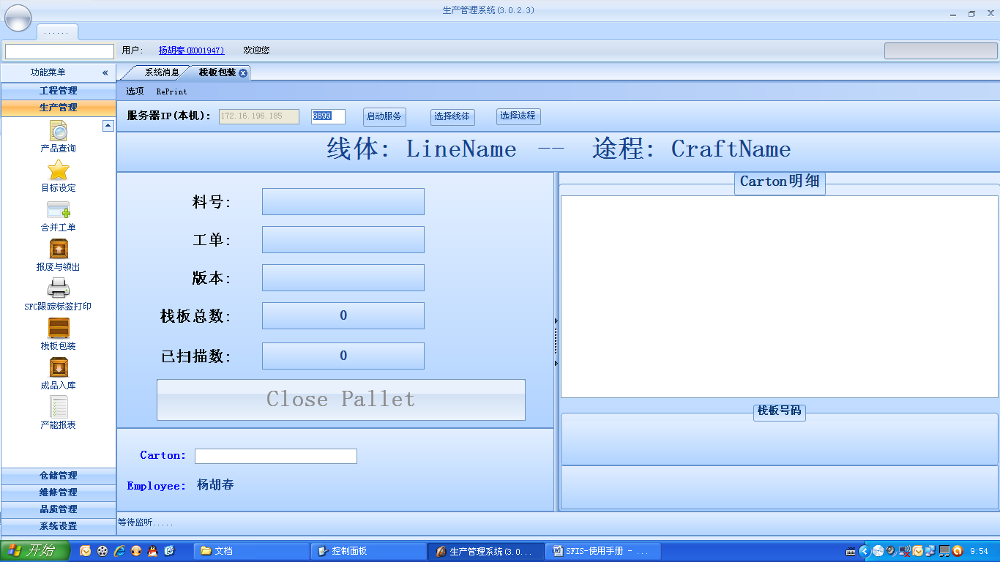 生产管理系统(3.0.2.3)
......
用户: 杨胡春(K001947) 欢迎您
功能菜单 «
系统消息 栈板包装
工程管理
生产管理
选项 RePrint
服务器IP(本机): 172.16.196.185 8899 启动服务 选择线体 选择途程
产品查询
目标设定
合并工单
报废与领出
SFC跟踪标签打印
栈板包装
成品入库
产能报表
仓储管理
维修管理
品质管理
系统设置
线体: LineName -- 途程: CraftName
料号:
工单:
版本:
栈板总数: 0
已扫描数: 0
Close Pallet
Carton:
Employee: 杨胡春
Carton明细
栈板号码
等待监听.....
开始 文档 控制面板 生产管理系统(3.0... SFIS-使用手册 - ... 9:54